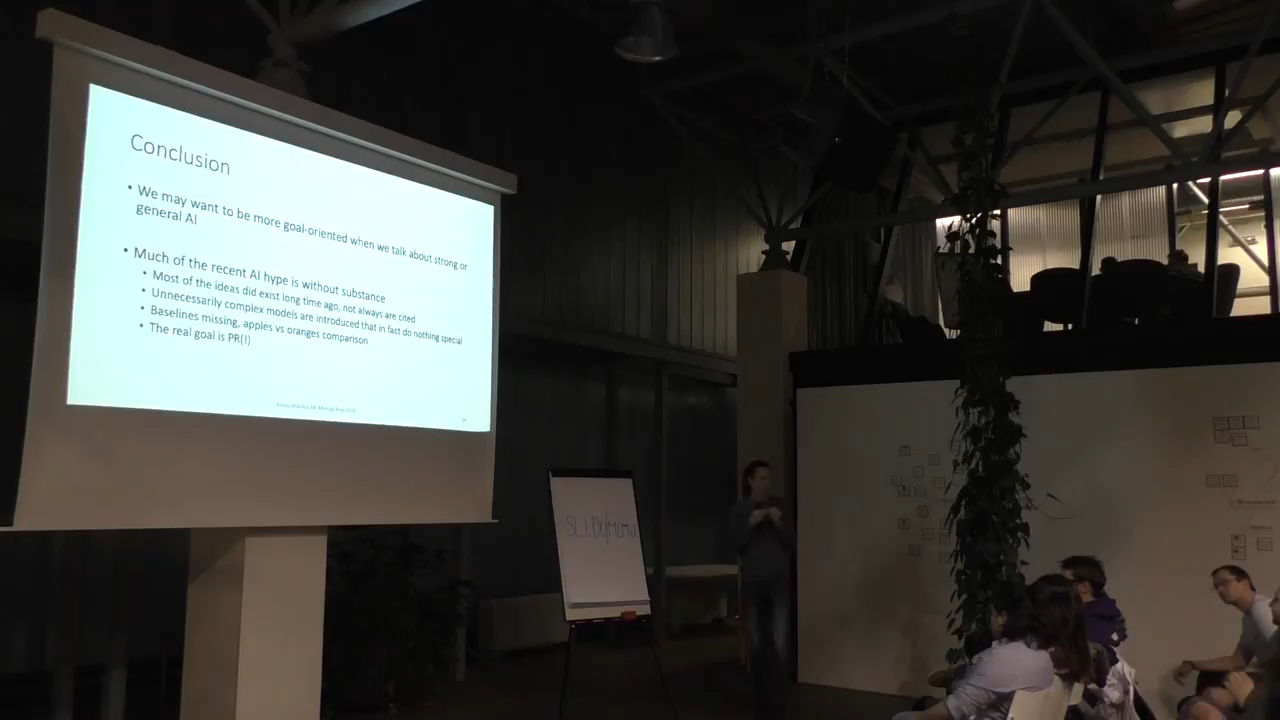 Conclusion
• We may want to be more goal-oriented when we talk about strong or
general AI
• Much of the recent AI hype is without substance
• Most of the ideas did exist long time ago, not always are cited
• Unnecessarily complex models are introduced that in fact do nothing special
• Baselines missing, apples vs oranges comparison
• The real goal is PR(!)
SLI.DO/MLMU